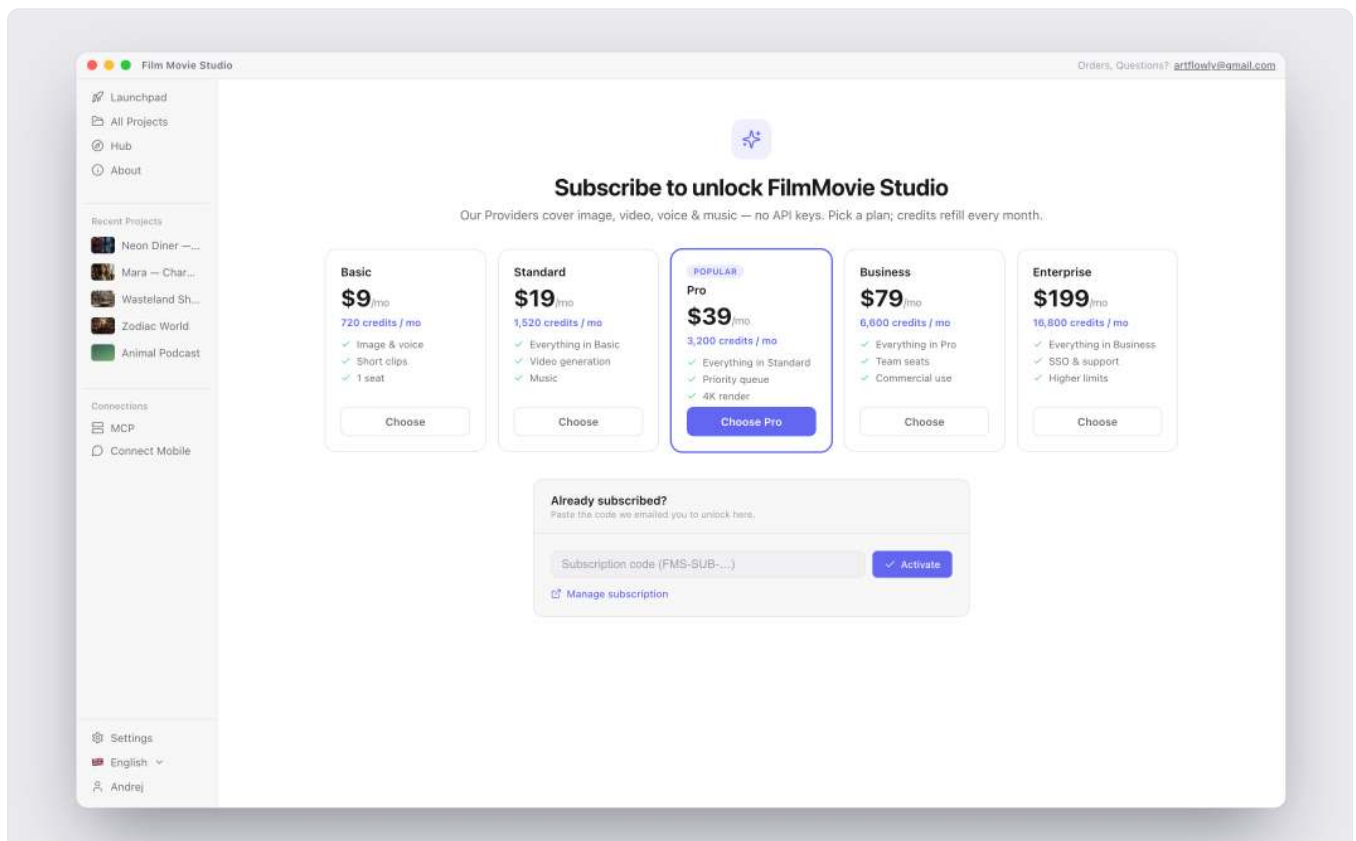 Film Movie Studio
Orders, Questions? artflowly@gmail.com
Launchpad
All Projects
Hub
About
Recent Projects
Neon Diner —...
Mara — Char...
Wasteland Sh...
Zodiac World
Animal Podcast
Connections
MCP
Connect Mobile
Settings
English
Andrej
Subscribe to unlock FilmMovie Studio
Our Providers cover image, video, voice & music — no API keys. Pick a plan; credits refill every month.
Basic
$9/mo
720 credits / mo
Image & voice
Short clips
1 seat
Choose
Standard
$19/mo
1,520 credits / mo
Everything in Basic
Video generation
Music
Choose
POPULAR
Pro
$39/mo
3,200 credits / mo
Everything in Standard
Priority queue
4K render
Choose Pro
Business
$79/mo
6,600 credits / mo
Everything in Pro
Team seats
Commercial use
Choose
Enterprise
$199/mo
16,800 credits / mo
Everything in Business
SSO & support
Higher limits
Choose
Already subscribed?
Paste the code we emailed you to unlock here.
Subscription code (FMS-SUB-...)
Activate
Manage subscription